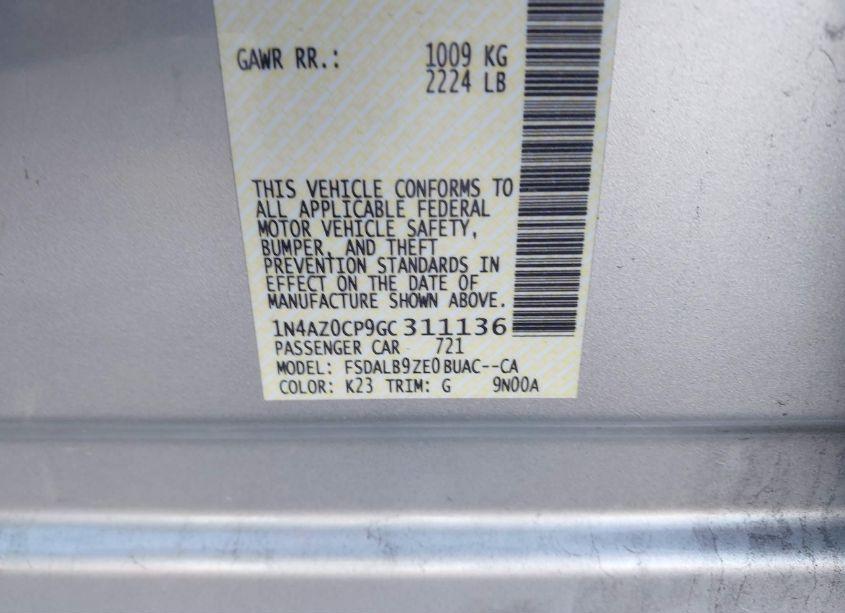 GAWR RR.: 1009 KG
2224 LB
THIS VEHICLE CONFORMS TO
ALL APPLICABLE FEDERAL
MOTOR VEHICLE SAFETY,
BUMPER, AND THEFT
PREVENTION STANDARDS IN
EFFECT ON THE DATE OF
MANUFACTURE SHOWN ABOVE.
1N4AZ0CP9GC311136
PASSENGER CAR 721
MODEL: FSDALB9ZE0BUAC--CA
COLOR: K23 TRIM: G 9N00A